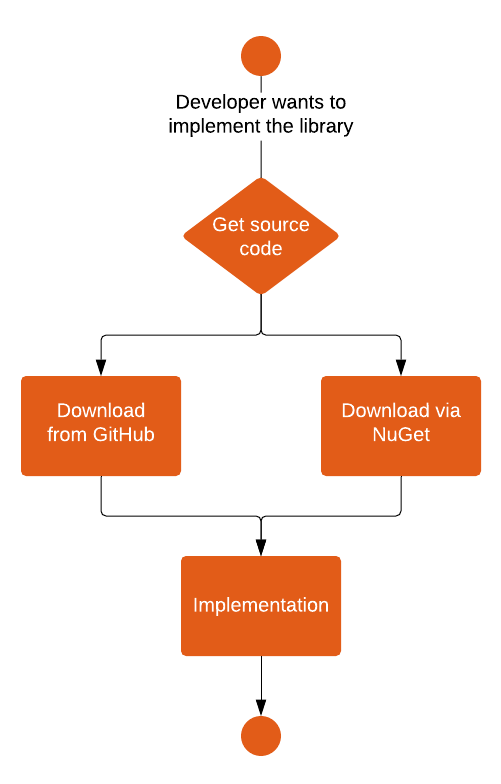 Developer wants to
implement the library
Get source
code
Download
from GitHub
Download via
NuGet
Implementation